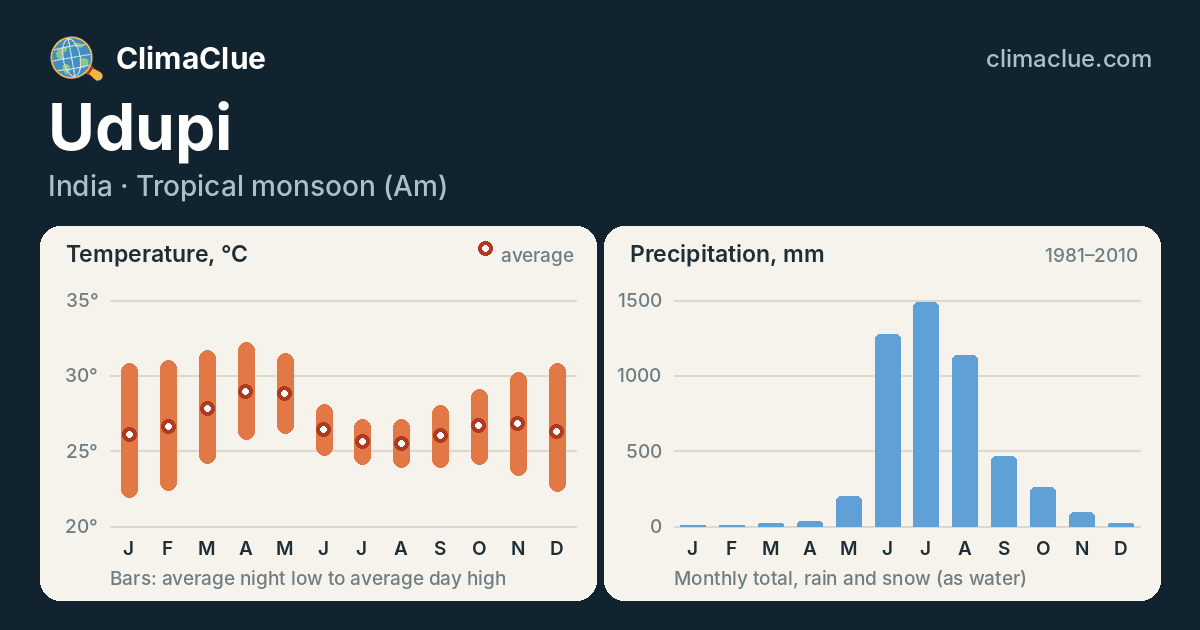 ClimaClue
climaclue.com
Udupi
India · Tropical monsoon (Am)
Temperature, °C
average
35°
30°
25°
20°
J F M A M J J A S O N D
Bars: average night low to average day high
Precipitation, mm
1981–2010
1500
1000
500
0
J F M A M J J A S O N D
Monthly total, rain and snow (as water)